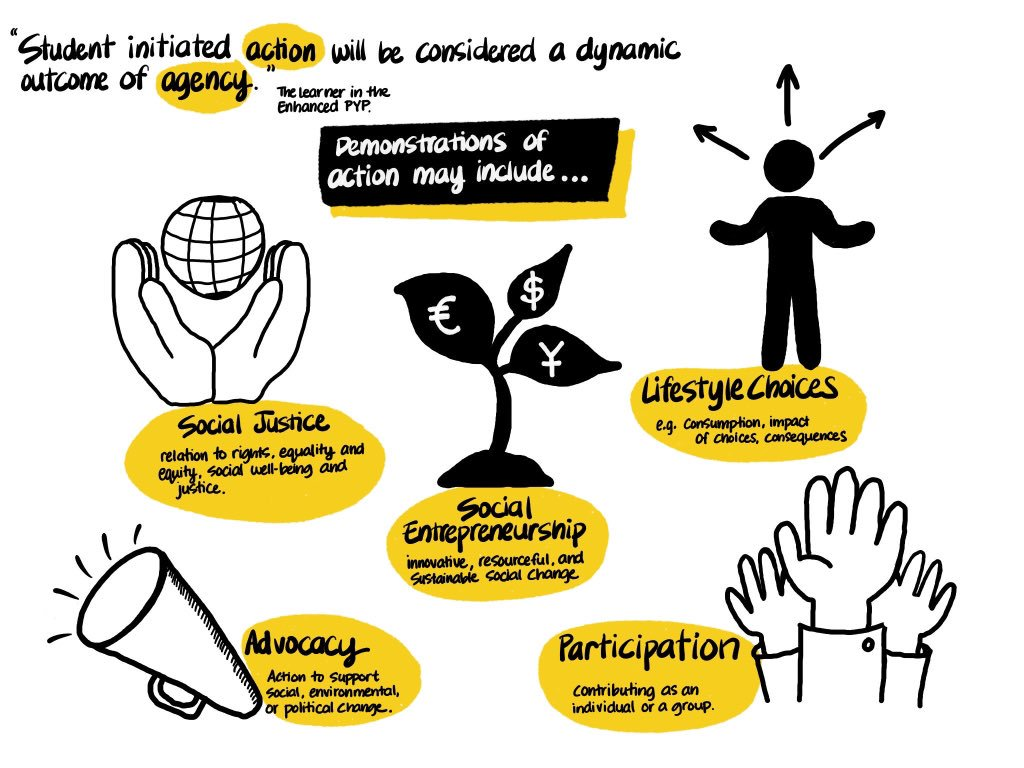 "Student initiated action will be considered a dynamic
outcome of agency."
The learner in the
Enhanced PYP.
Demonstrations of
action may include...
Social Justice
relation to rights, equality and
equity, social well-being and
justice.
€
$
¥
Social
Entrepreneurship
innovative, resourceful, and
sustainable social change
Lifestyle Choices
e.g. consumption, impact
of choices, consequences
Advocacy
Action to support
social, environmental,
or political change.
Participation
Contributing as an
individual or a group.